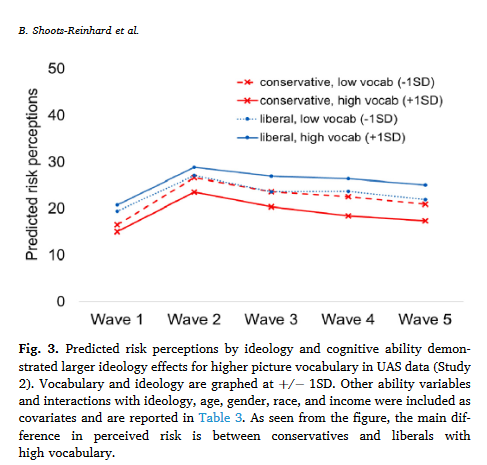 B. Shoots-Reinhard et al.
50
40
30
20
10
0
Predicted risk perceptions
conservative, low vocab (-1SD)
conservative, high vocab (+1SD)
liberal, low vocab (-1SD)
liberal, high vocab (+1SD)
Wave 1 Wave 2 Wave 3 Wave 4 Wave 5
Fig. 3. Predicted risk perceptions by ideology and cognitive ability demon-
strated larger ideology effects for higher picture vocabulary in UAS data (Study
2). Vocabulary and ideology are graphed at +/− 1SD. Other ability variables
and interactions with ideology, age, gender, race, and income were included as
covariates and are reported in Table 3. As seen from the figure, the main dif-
ference in perceived risk is between conservatives and liberals with
high vocabulary.